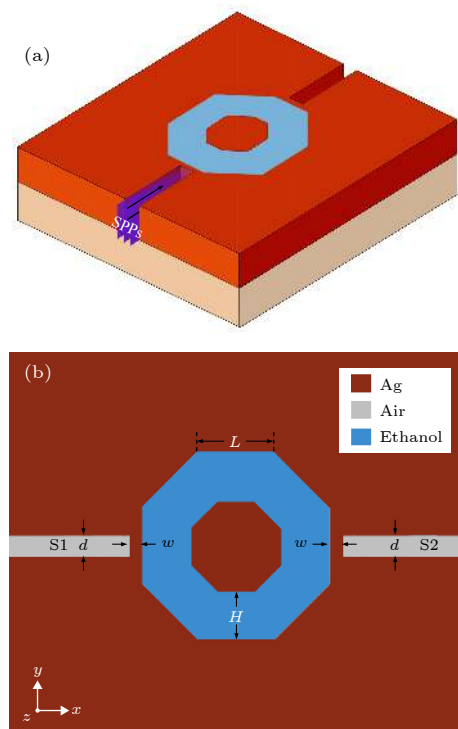 (a)
SPPs
(b)
Ag
Air
Ethanol
L
S1 d w w d S2
H
y
z x